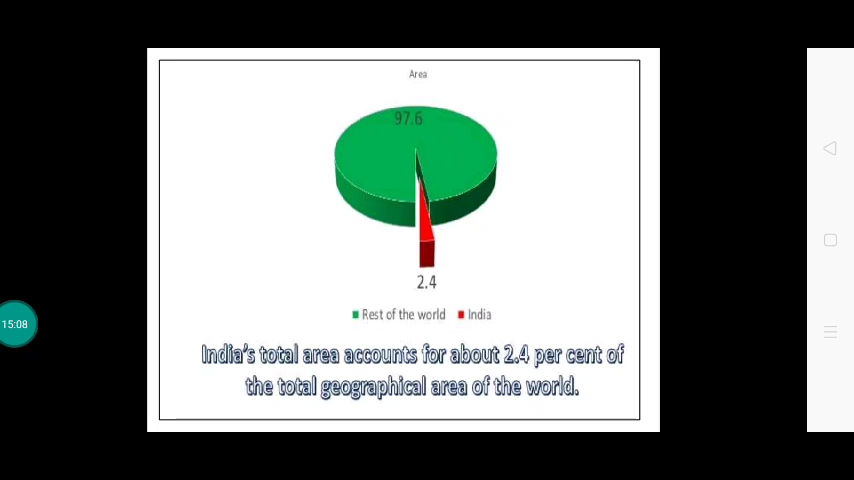 Area
97.6
2.4
Rest of the world India
India's total area accounts for about 2.4 per cent of
the total geographical area of the world.
15:08